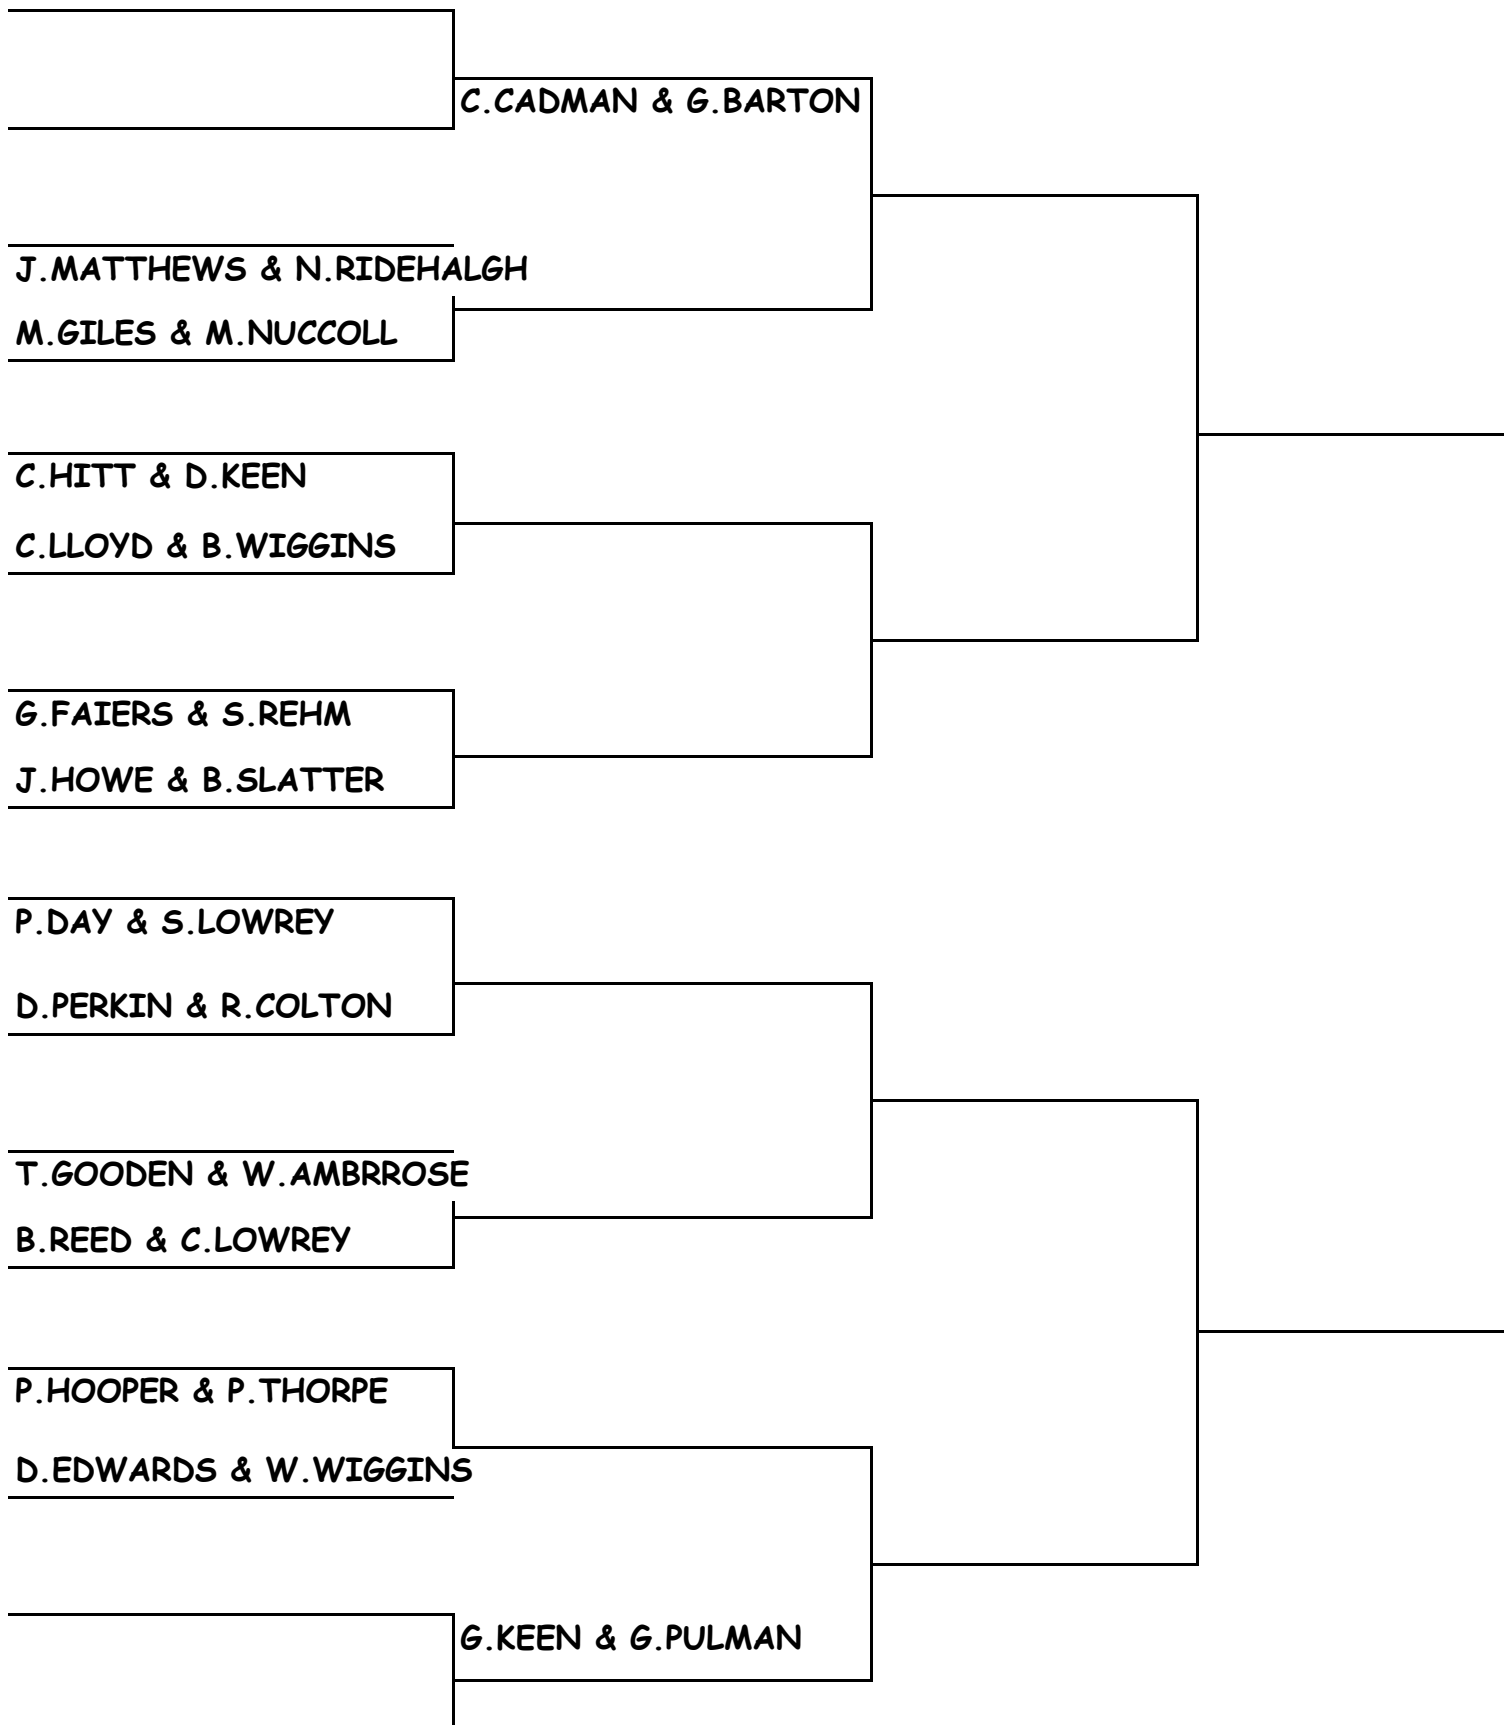 C.CADMAN & G.BARTON
J.MATTHEWS & N.RIDEHALGH
M.GILES & M.NUCCOLL
C.HITT & D.KEEN
C.LLOYD & B.WIGGINS
G.FAIERS & S.REHM
J.HOWE & B.SLATTER
P.DAY & S.LOWREY
D.PERKIN & R.COLTON
T.GOODEN & W.AMBRROSE
B.REED & C.LOWREY
P.HOOPER & P.THORPE
D.EDWARDS & W.WIGGINS
G.KEEN & G.PULMAN